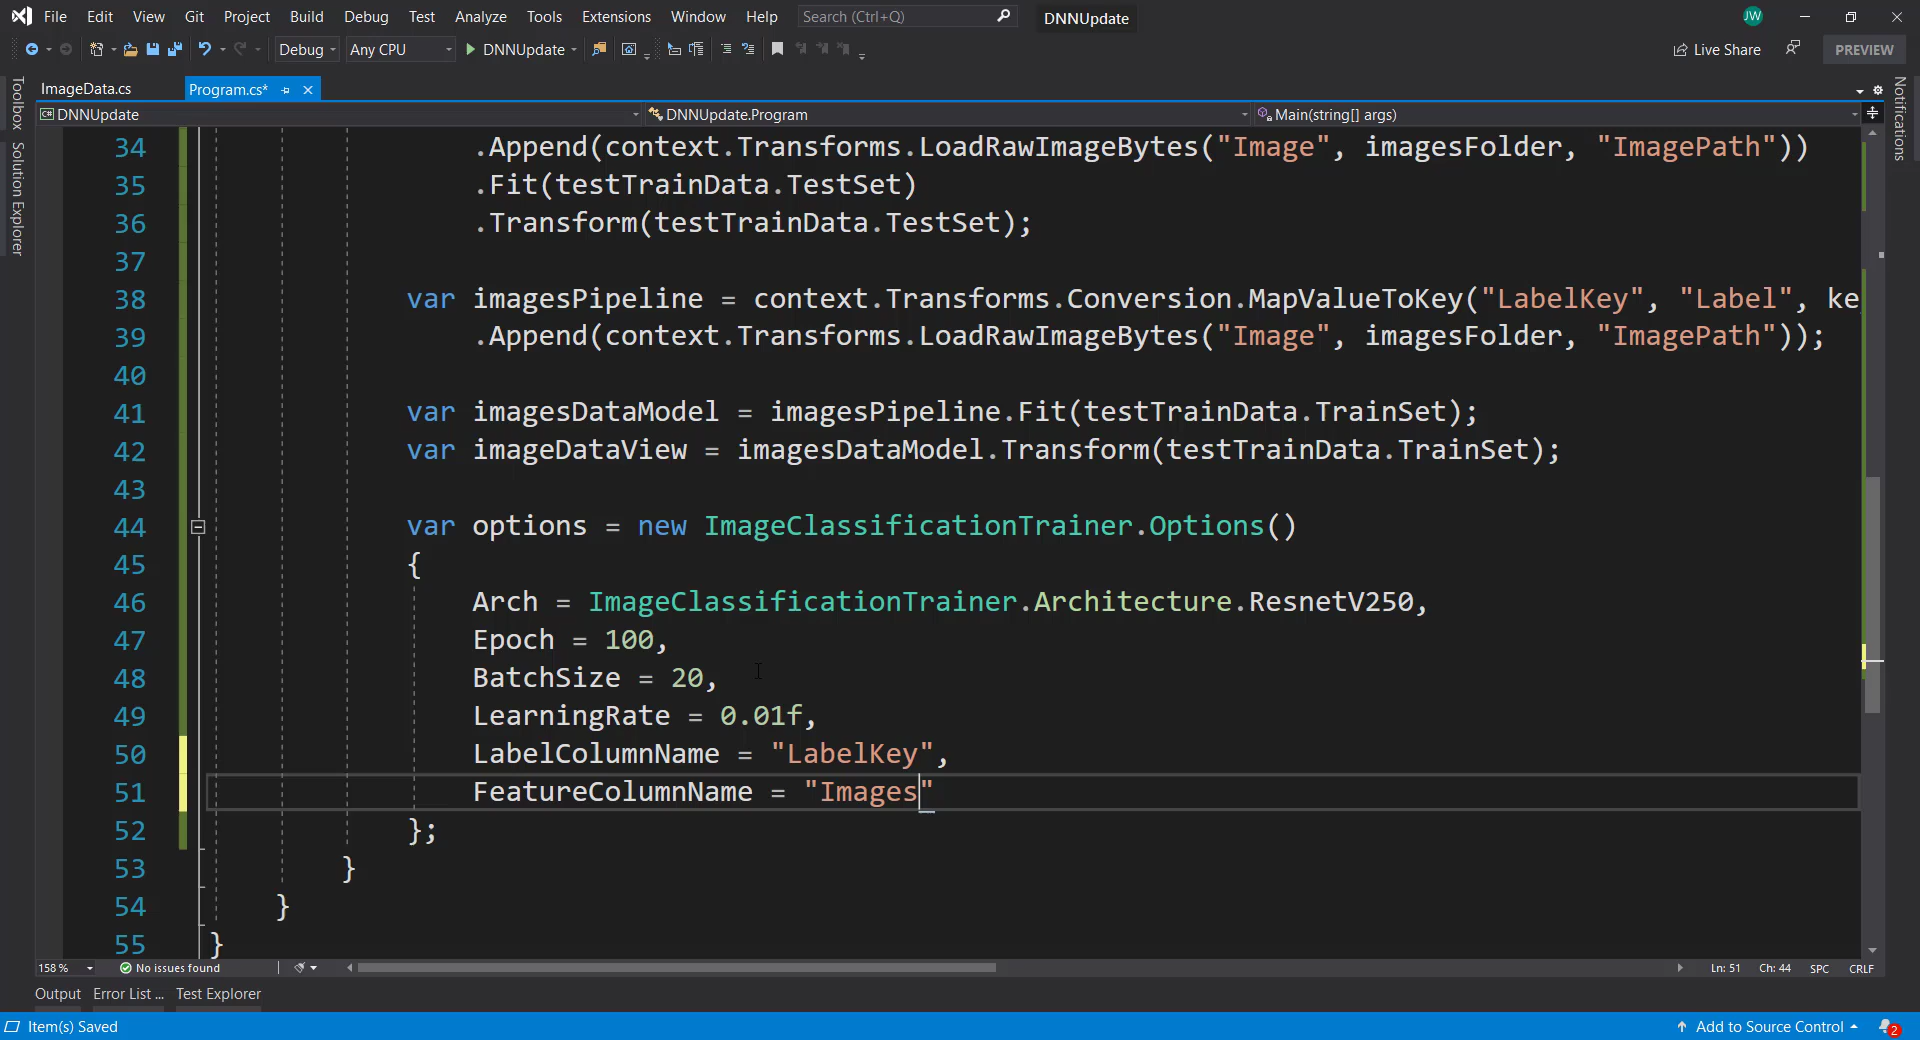 File Edit View Git Project Build Debug Test Analyze Tools Extensions Window Help Search (Ctrl+Q) DNNUpdate JW
Debug Any CPU DNNUpdate Live Share PREVIEW
Toolbox
Solution Explorer
Notifications
ImageData.cs Program.cs*
DNNUpdate DNNUpdate.Program Main(string[] args)
34 .Append(context.Transforms.LoadRawImageBytes("Image", imagesFolder, "ImagePath"))
35 .Fit(testTrainData.TestSet)
36 .Transform(testTrainData.TestSet);
37
38 var imagesPipeline = context.Transforms.Conversion.MapValueToKey("LabelKey", "Label", ke
39 .Append(context.Transforms.LoadRawImageBytes("Image", imagesFolder, "ImagePath"));
40
41 var imagesDataModel = imagesPipeline.Fit(testTrainData.TrainSet);
42 var imageDataView = imagesDataModel.Transform(testTrainData.TrainSet);
43
44 var options = new ImageClassificationTrainer.Options()
45 {
46 Arch = ImageClassificationTrainer.Architecture.ResnetV250,
47 Epoch = 100,
48 BatchSize = 20,
49 LearningRate = 0.01f,
50 LabelColumnName = "LabelKey",
51 FeatureColumnName = "Images"
52 };
53 }
54 }
55 }
158 % No issues found Ln: 51 Ch: 44 SPC CRLF
Output Error List ... Test Explorer
Item(s) Saved Add to Source Control 2